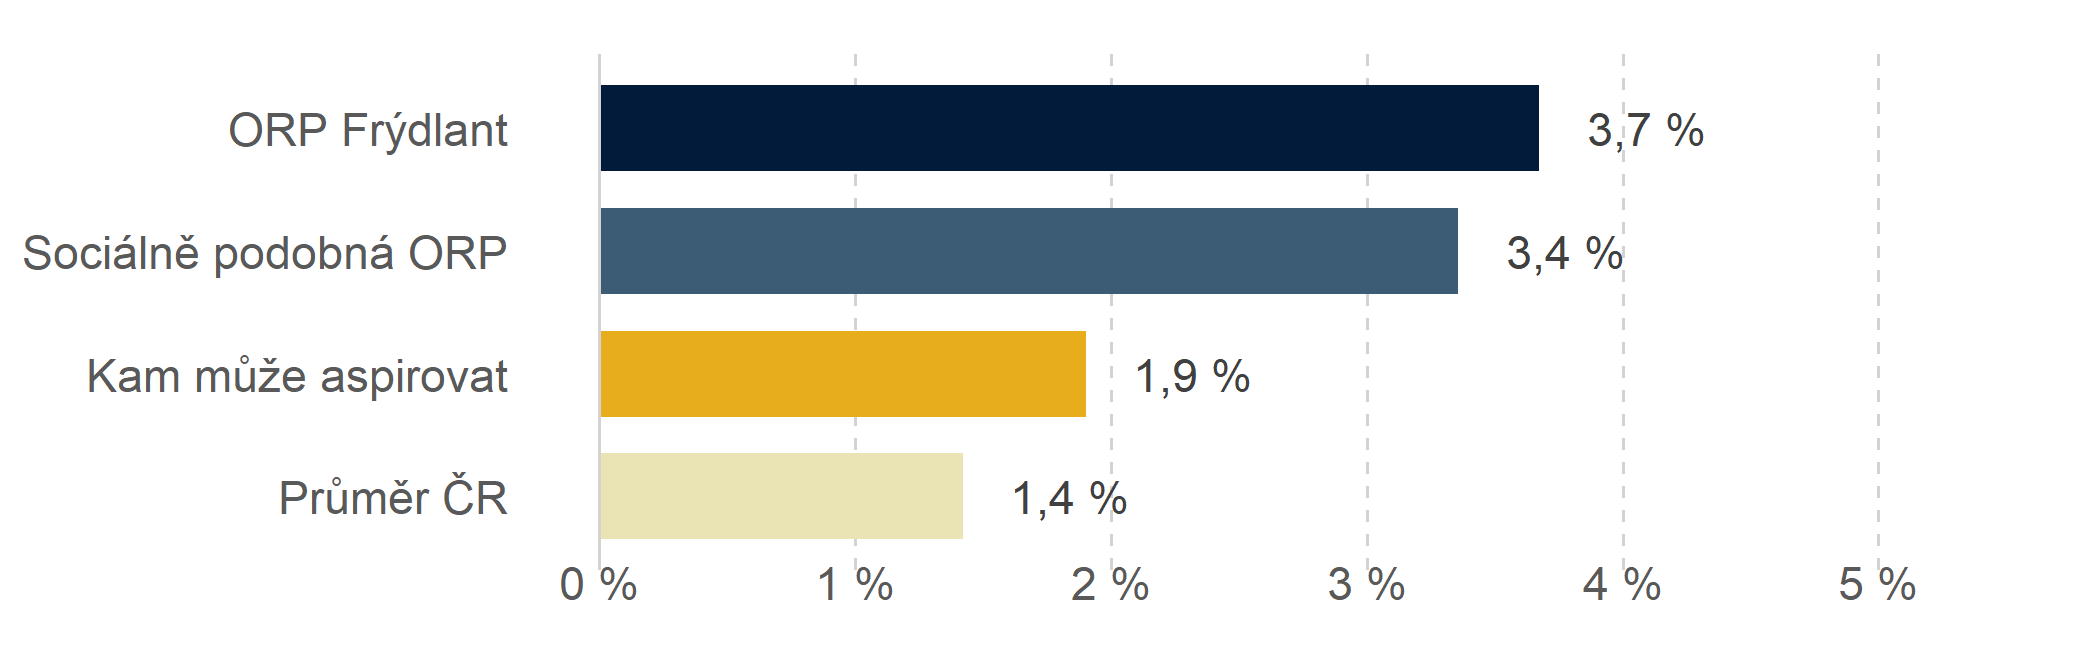 ORP Frýdlant
3,7 %
Sociálně podobná ORP
3,4 %
Kam může aspirovat
1,9 %
Průměr ČR
1,4 %
0 % 1 % 2 % 3 % 4 % 5 %